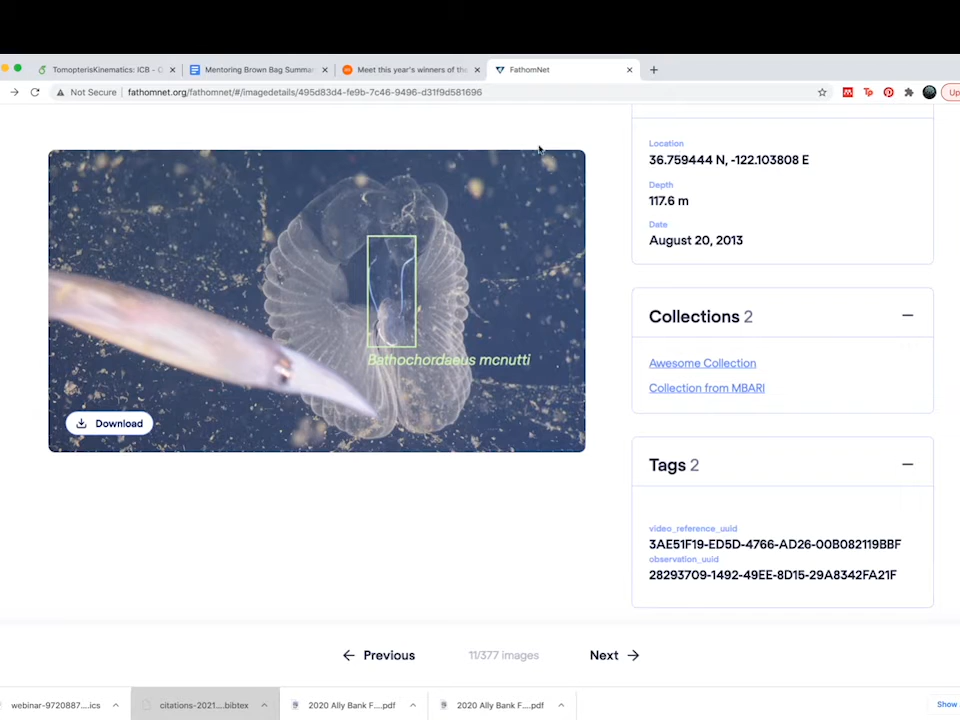 TomopterisKinematics: ICB - O
Mentoring Brown Bag Summar
Meet this year's winners of the
FathomNet
Not Secure
fathomnet.org/fathomnet/#/imagedetails/495d83d4-fe9b-7c46-9496-d31f9d581696
Up
Location
36.759444 N, -122.103808 E
Depth
117.6 m
Date
August 20, 2013
Bathochordaeus mcnutti
Download
Collections 2
Awesome Collection
Collection from MBARI
Tags 2
video_reference_uuid
3AE51F19-ED5D-4766-AD26-00B082119BBF
observation_uuid
28293709-1492-49EE-8D15-29A8342FA21F
Previous
11/377 images
Next
webinar-9720887....ics
citations-2021....bibtex
2020 Ally Bank F....pdf
2020 Ally Bank F....pdf
Show